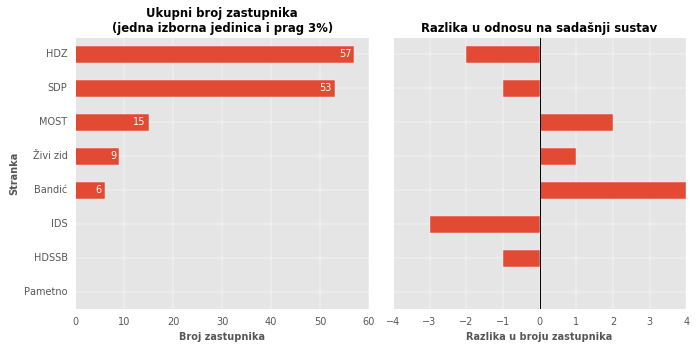 Ukupni broj zastupnika
(jedna izborna jedinica i prag 3%)
Stranka
HDZ
57
SDP
53
MOST
15
Živi zid
9
Bandić
6
IDS
HDSSB
Pametno
0 10 20 30 40 50 60
Broj zastupnika
Razlika u odnosu na sadašnji sustav
−4 −3 −2 −1 0 1 2 3 4
Razlika u broju zastupnika